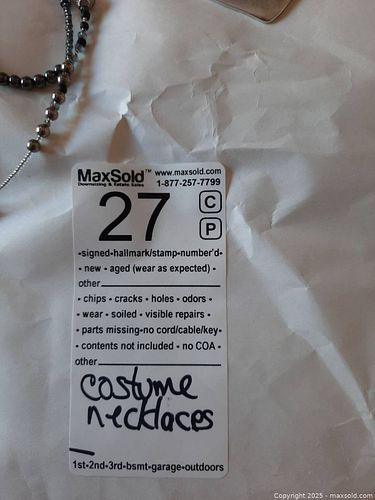 MaxSold™ www.maxsold.com
Downsizing & Estate Sales 1-877-257-7799
27 C
P
•signed•hallmark/stamp•number'd•
• new • aged (wear as expected) •
other
• chips • cracks • holes • odors •
• wear • soiled • visible repairs •
• parts missing•no cord/cable/key•
• contents not included • no COA •
other
costume
necklaces
1st•2nd•3rd•bsmt•garage•outdoors
Copyright © 2025 - maxsold.com